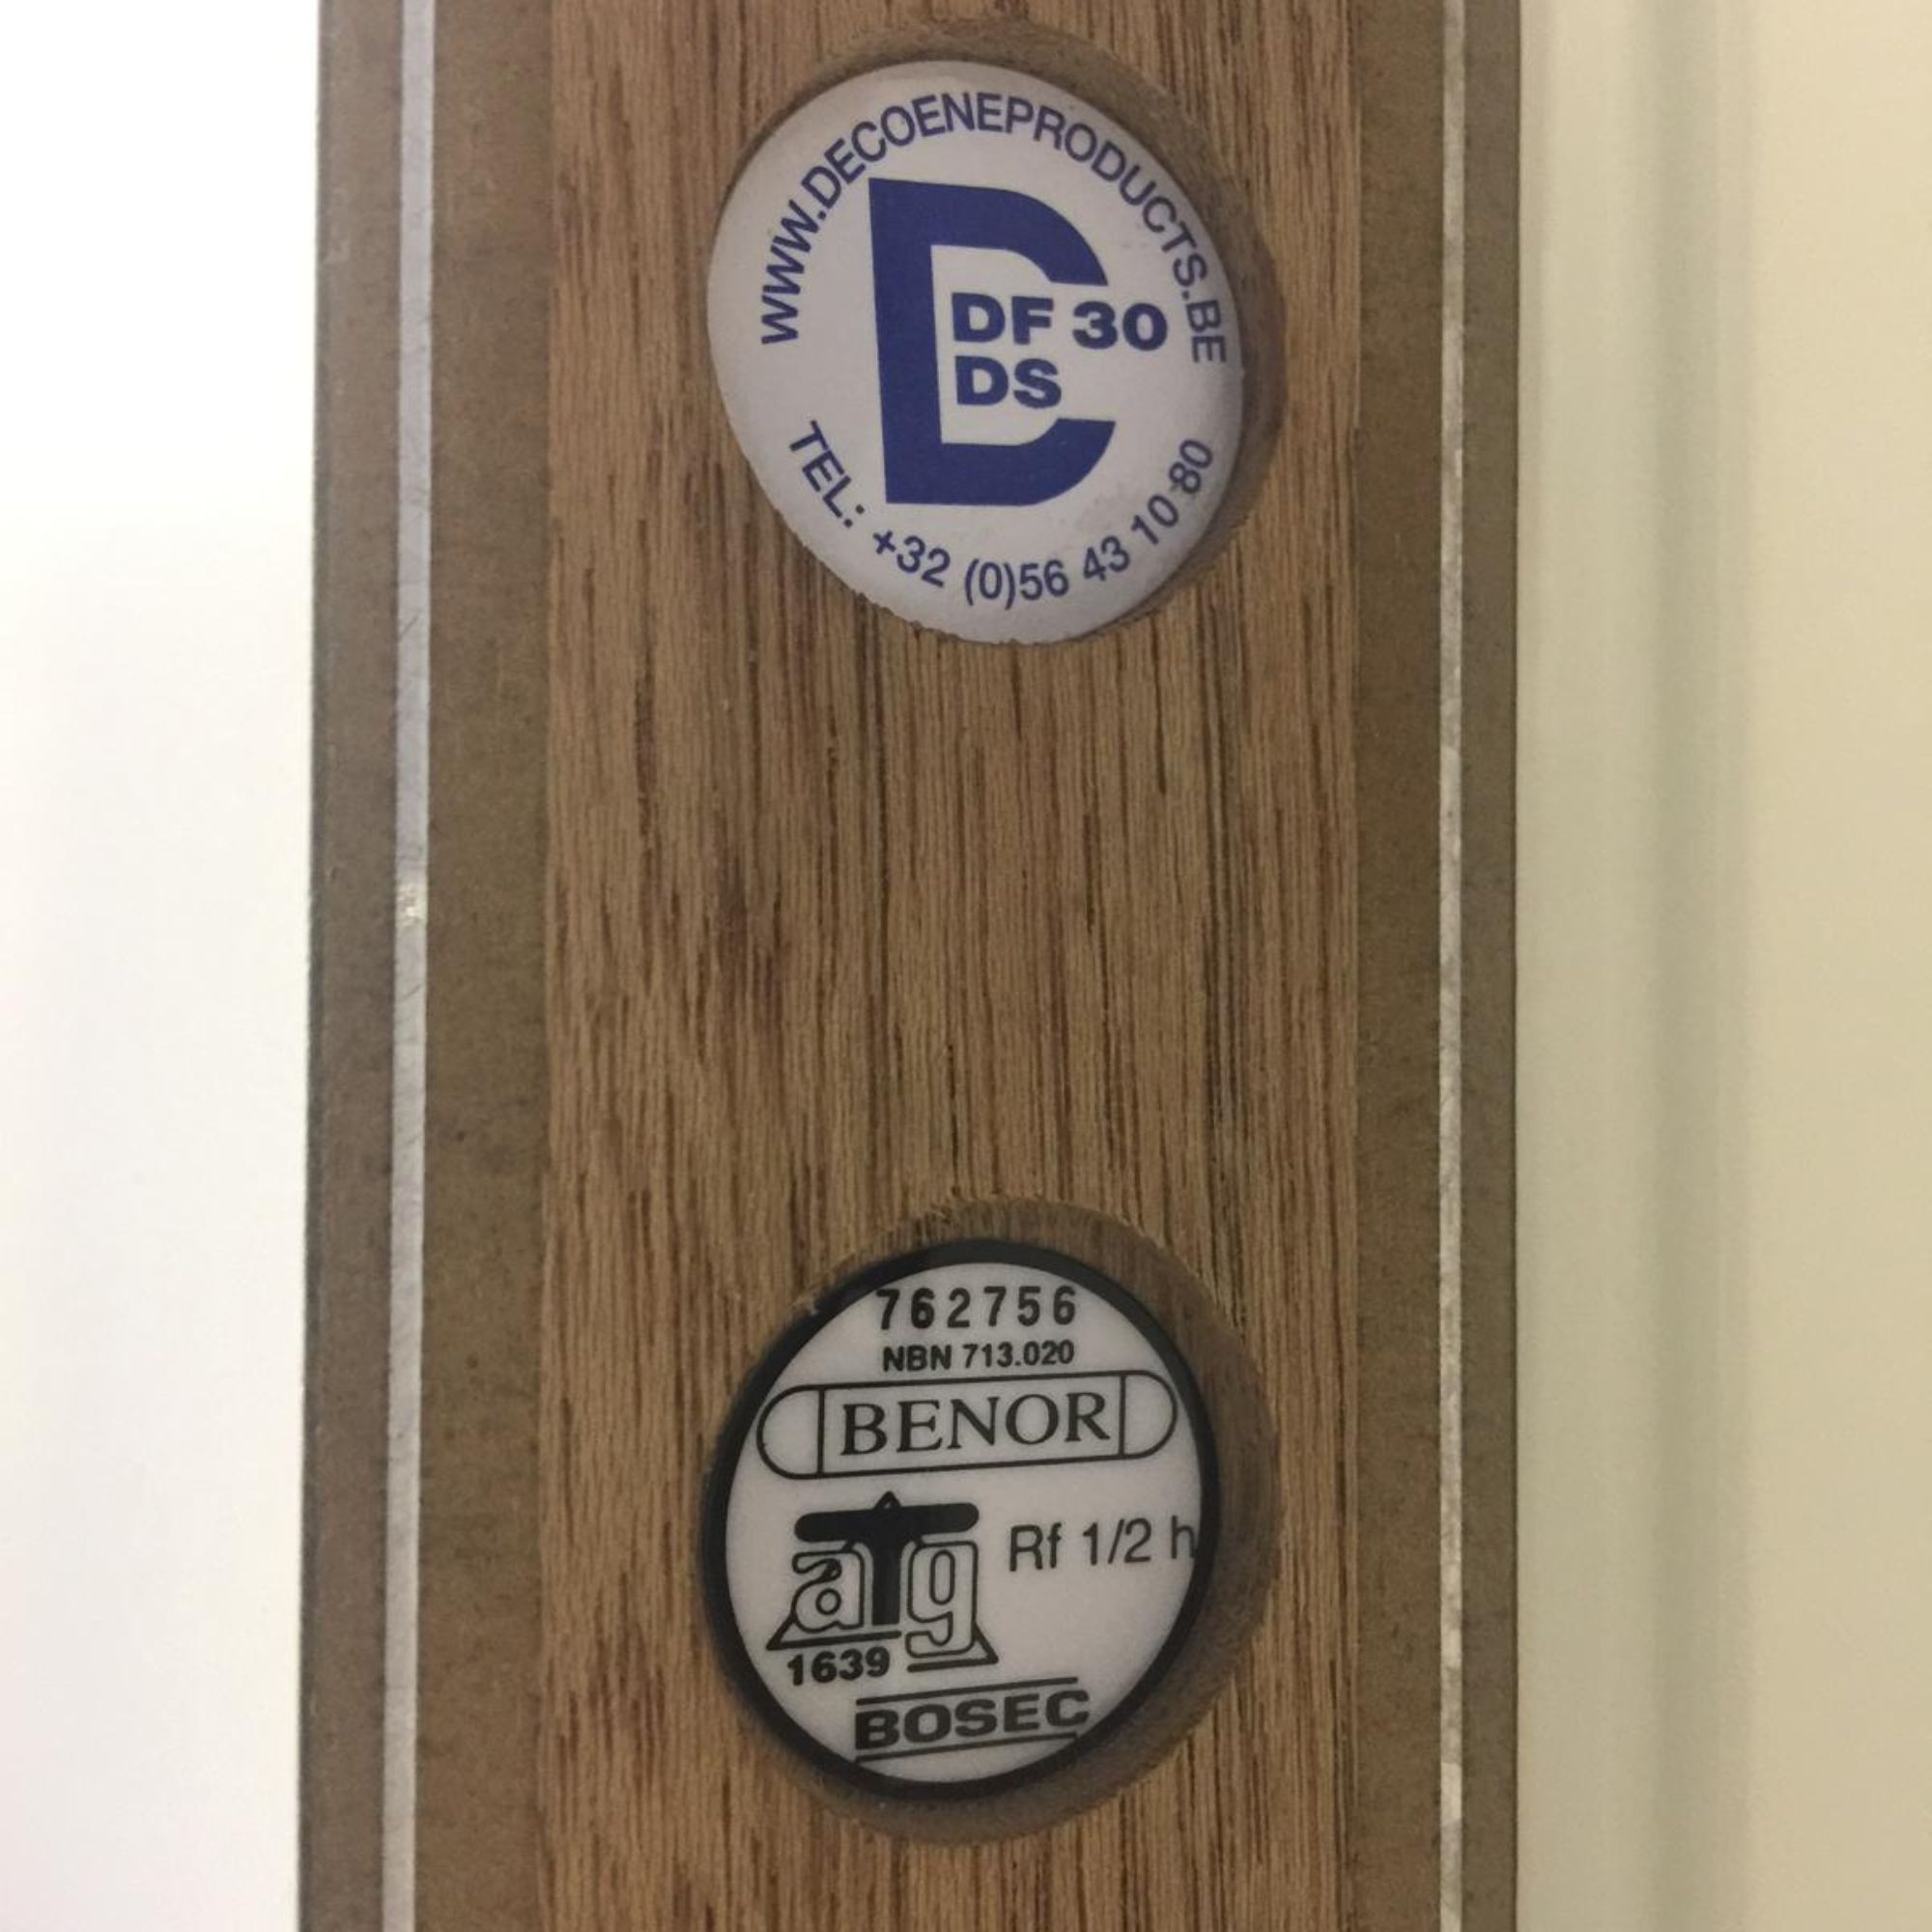 WWW.DECOENEPRODUCTS.BE
DF 30
DS
TEL: +32 (0)56 43 10 80
762756
NBN 713.020
BENOR
aTg
Rf 1/2 h
1639
BOSEC